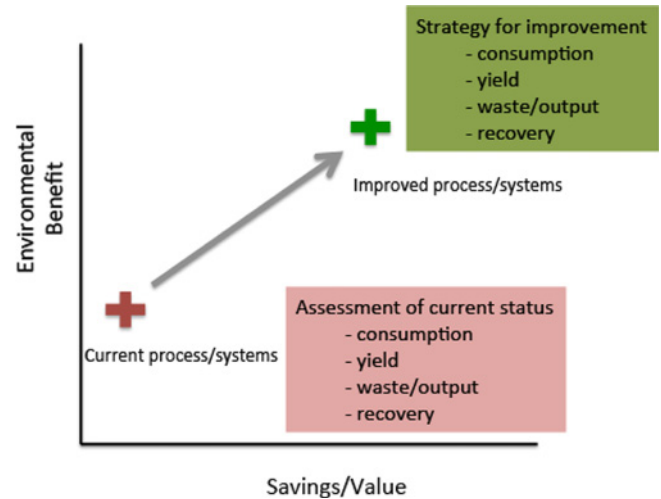 Strategy for improvement
- consumption
- yield
- waste/output
- recovery
Environmental
Benefit
Improved process/systems
Assessment of current status
- consumption
- yield
- waste/output
- recovery
Current process/systems
Savings/Value